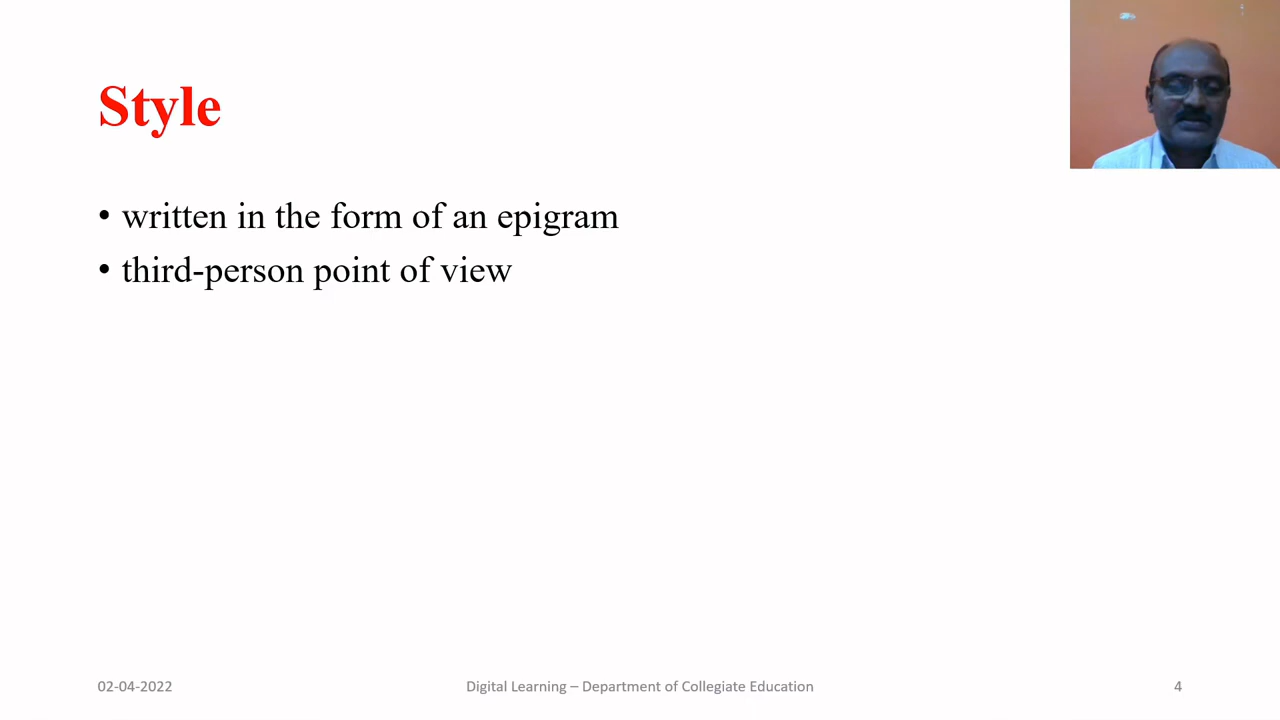 Style
• written in the form of an epigram
• third-person point of view
02-04-2022
Digital Learning – Department of Collegiate Education
4